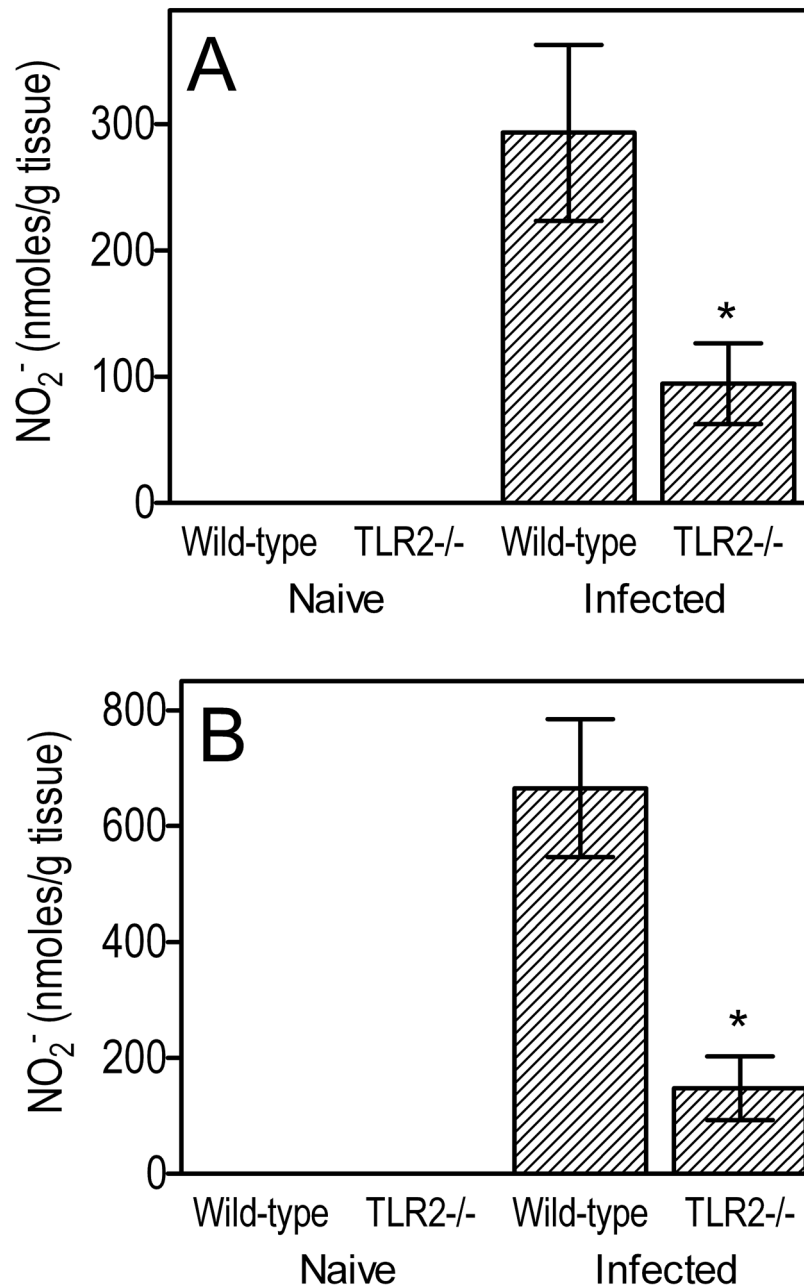 A
NO₂⁻ (nmoles/g tissue)
300
200
100
0
*
Wild-type TLR2-/- Wild-type TLR2-/-
Naive Infected
B
NO₂⁻ (nmoles/g tissue)
800
600
400
200
0
*
Wild-type TLR2-/- Wild-type TLR2-/-
Naive Infected